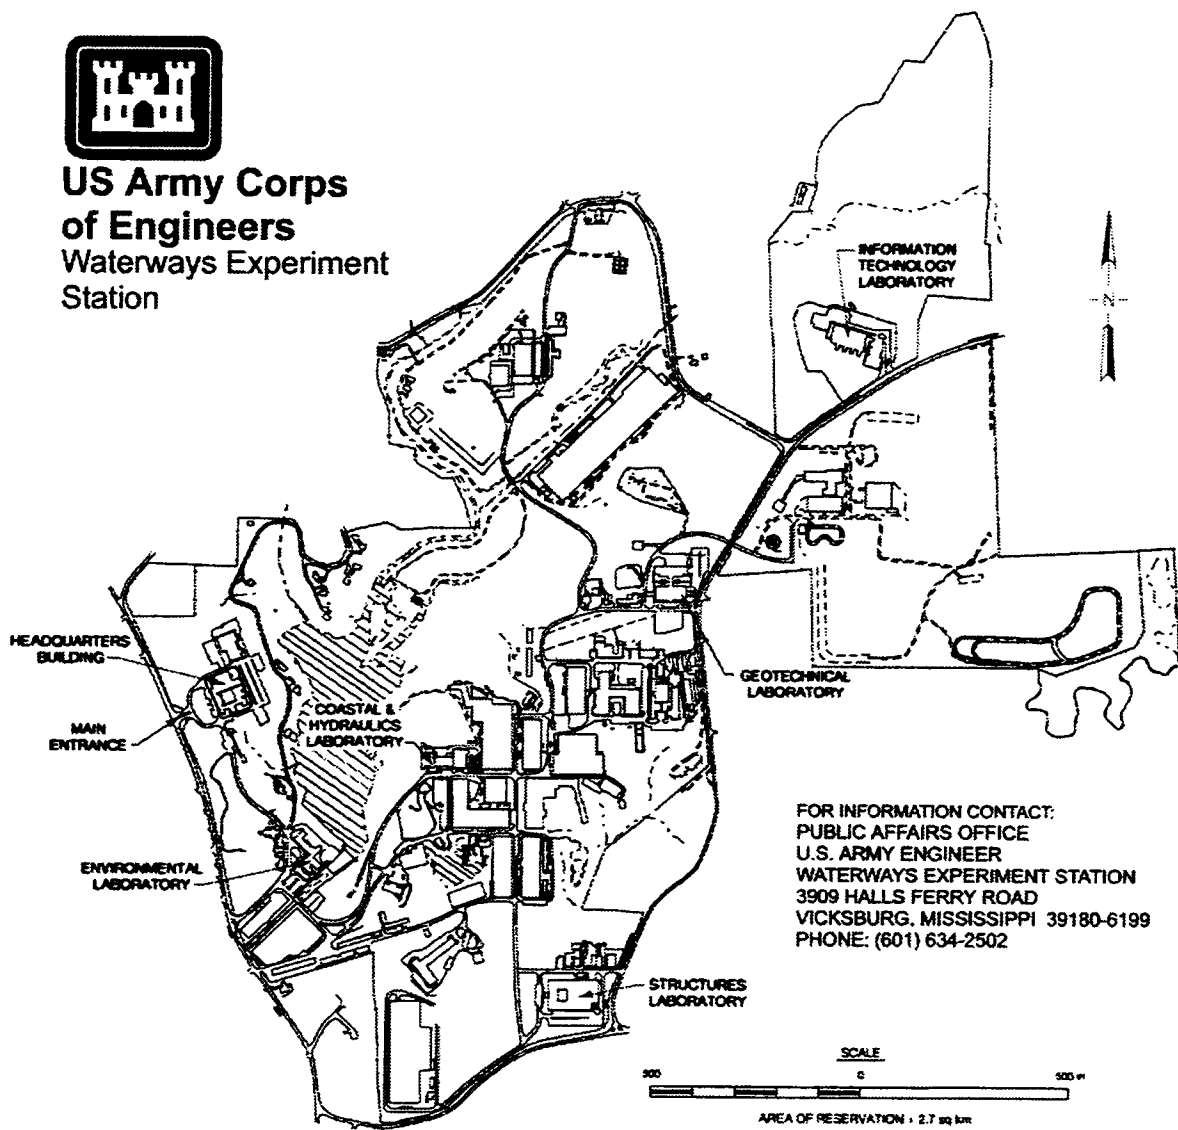 US Army Corps
of Engineers
Waterways Experiment
Station
INFORMATION
TECHNOLOGY
LABORATORY
N
HEADQUARTERS
BUILDING
MAIN
ENTRANCE
COASTAL &
HYDRAULICS
LABORATORY
GEOTECHNICAL
LABORATORY
ENVIRONMENTAL
LABORATORY
STRUCTURES
LABORATORY
FOR INFORMATION CONTACT:
PUBLIC AFFAIRS OFFICE
U.S. ARMY ENGINEER
WATERWAYS EXPERIMENT STATION
3909 HALLS FERRY ROAD
VICKSBURG, MISSISSIPPI 39180-6199
PHONE: (601) 634-2502
SCALE
500 0 500 m
AREA OF RESERVATION : 2.7 sq km